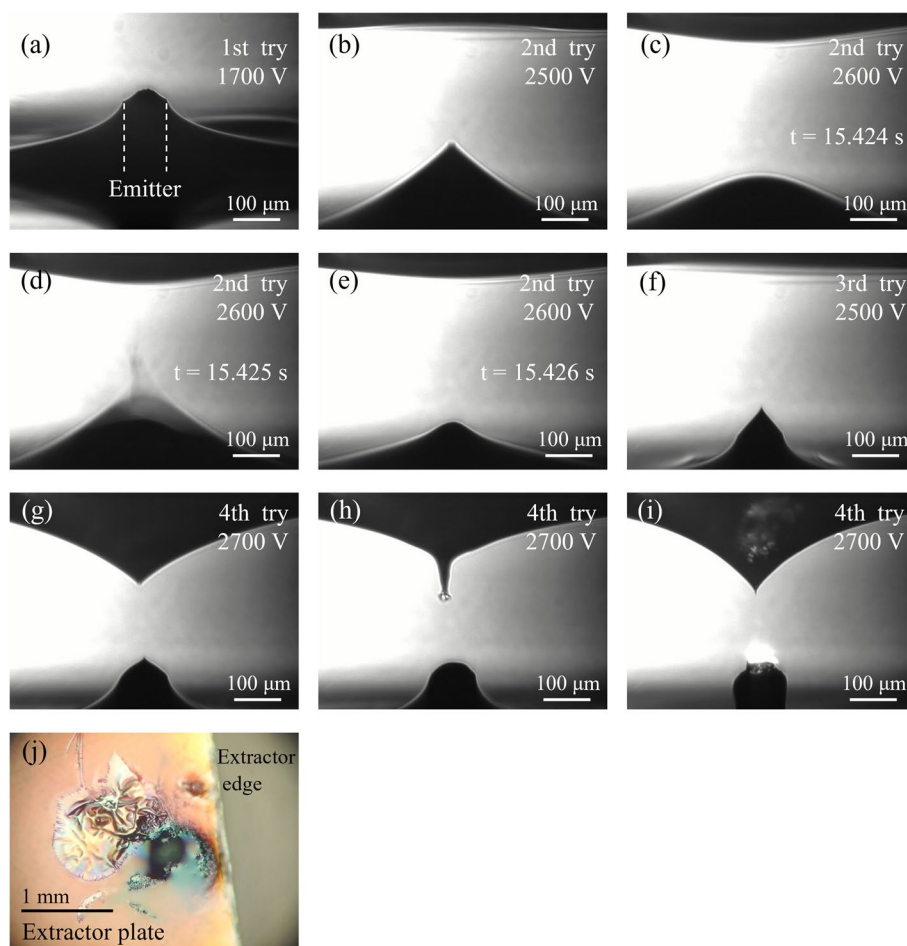 (a)
1st try
1700 V
Emitter
100 μm
(b)
2nd try
2500 V
100 μm
(c)
2nd try
2600 V
t = 15.424 s
100 μm
(d)
2nd try
2600 V
t = 15.425 s
100 μm
(e)
2nd try
2600 V
t = 15.426 s
100 μm
(f)
3rd try
2500 V
100 μm
(g)
4th try
2700 V
100 μm
(h)
4th try
2700 V
100 μm
(i)
4th try
2700 V
100 μm
(j)
Extractor
edge
1 mm
Extractor plate